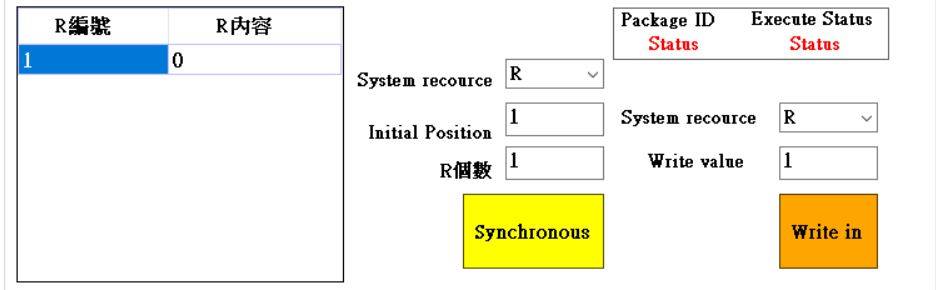 R編號 R內容
1 0
Package ID Execute Status
Status Status
System recource R
Initial Position 1
R個數 1
Synchronous
System recource R
Write value 1
Write in